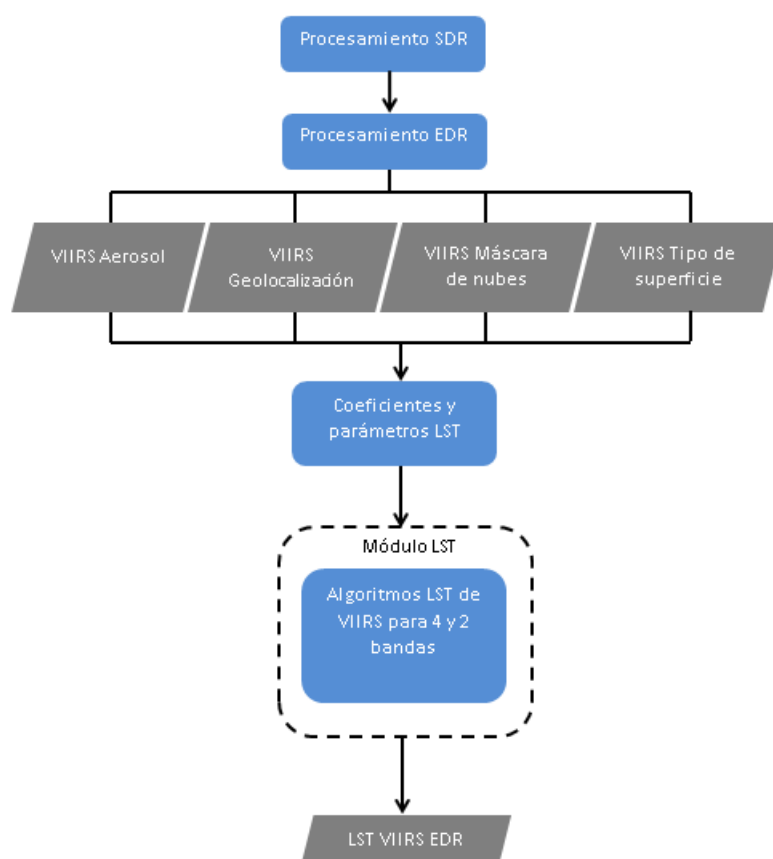 Procesamiento SDR
Procesamiento EDR
VIIRS Aerosol
VIIRS
Geolocalización
VIIRS Máscara
de nubes
VIIRS Tipo de
superficie
Coeficientes y
parámetros LST
Módulo LST
Algoritmos LST de
VIIRS para 4 y 2
bandas
LST VIIRS EDR